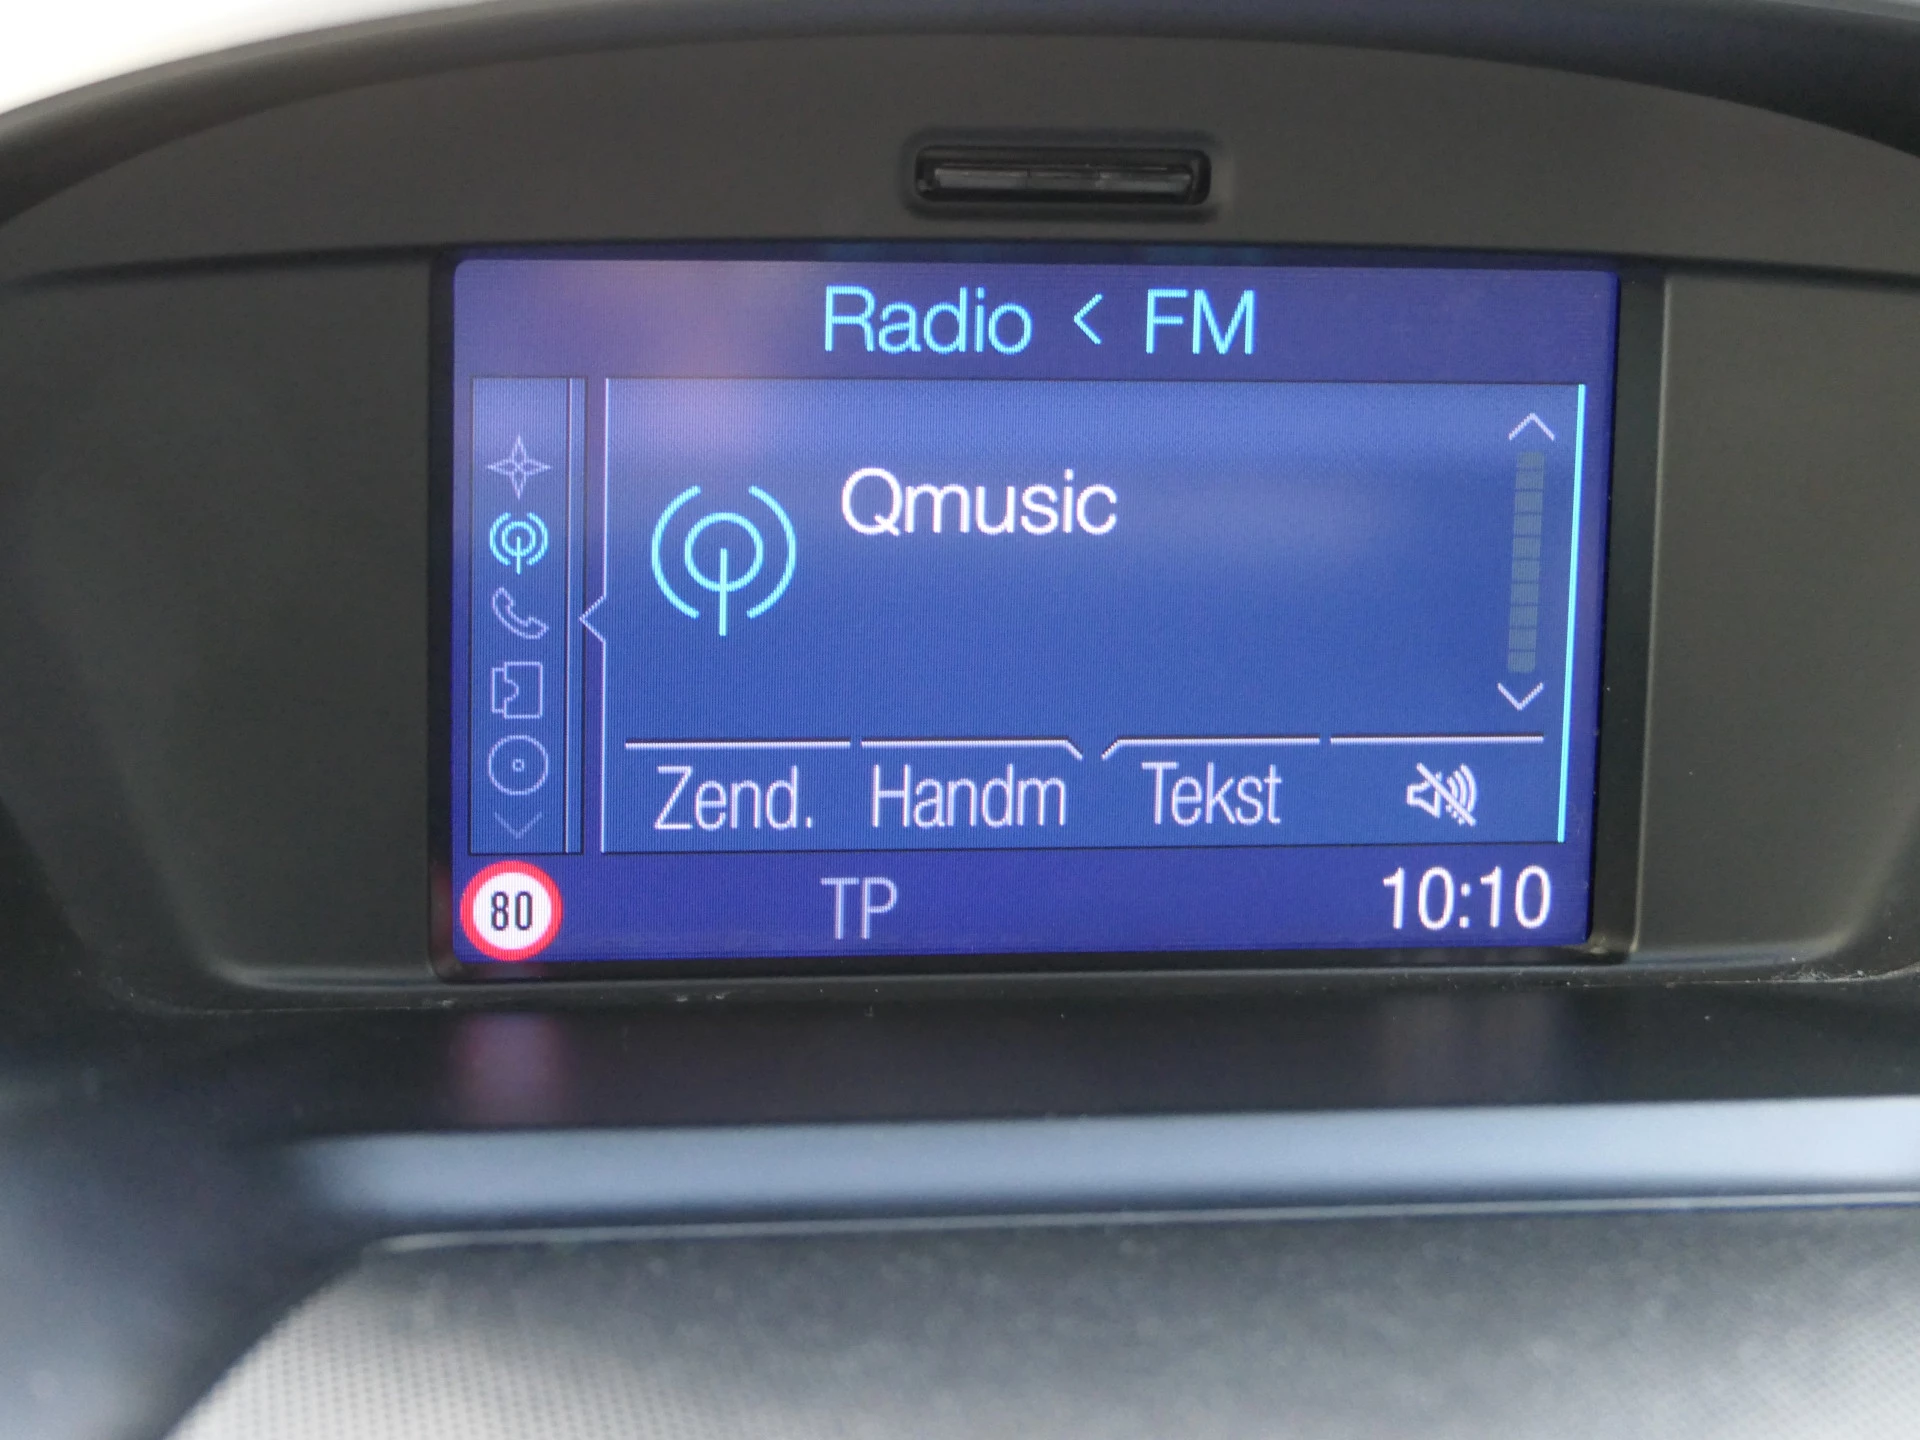 Radio < FM
Qmusic
Zend. Handm Tekst
80 TP 10:10